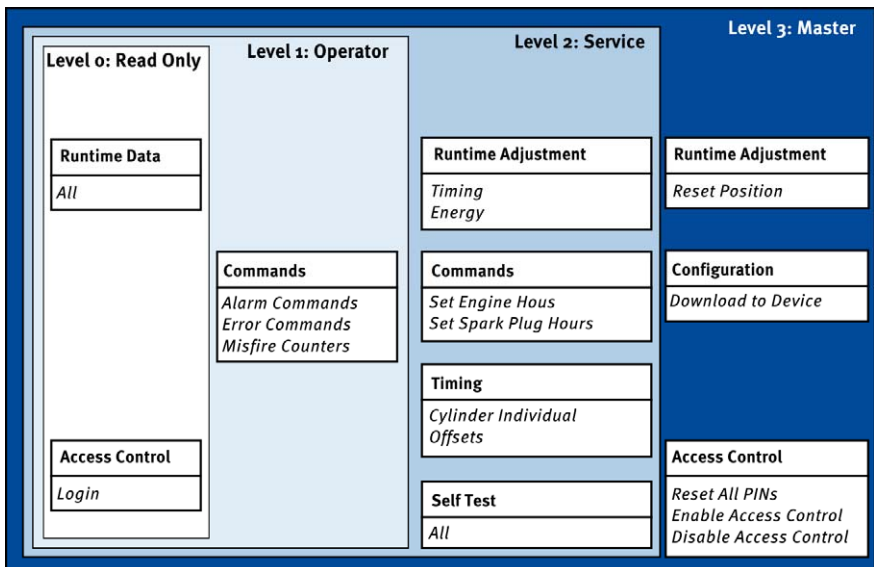 Level 0: Read Only
Level 1: Operator
Level 2: Service
Level 3: Master
Runtime Data
All
Access Control
Login
Commands
Alarm Commands
Error Commands
Misfire Counters
Runtime Adjustment
Timing
Energy
Commands
Set Engine Hous
Set Spark Plug Hours
Timing
Cylinder Individual
Offsets
Self Test
All
Runtime Adjustment
Reset Position
Configuration
Download to Device
Access Control
Reset All PINs
Enable Access Control
Disable Access Control